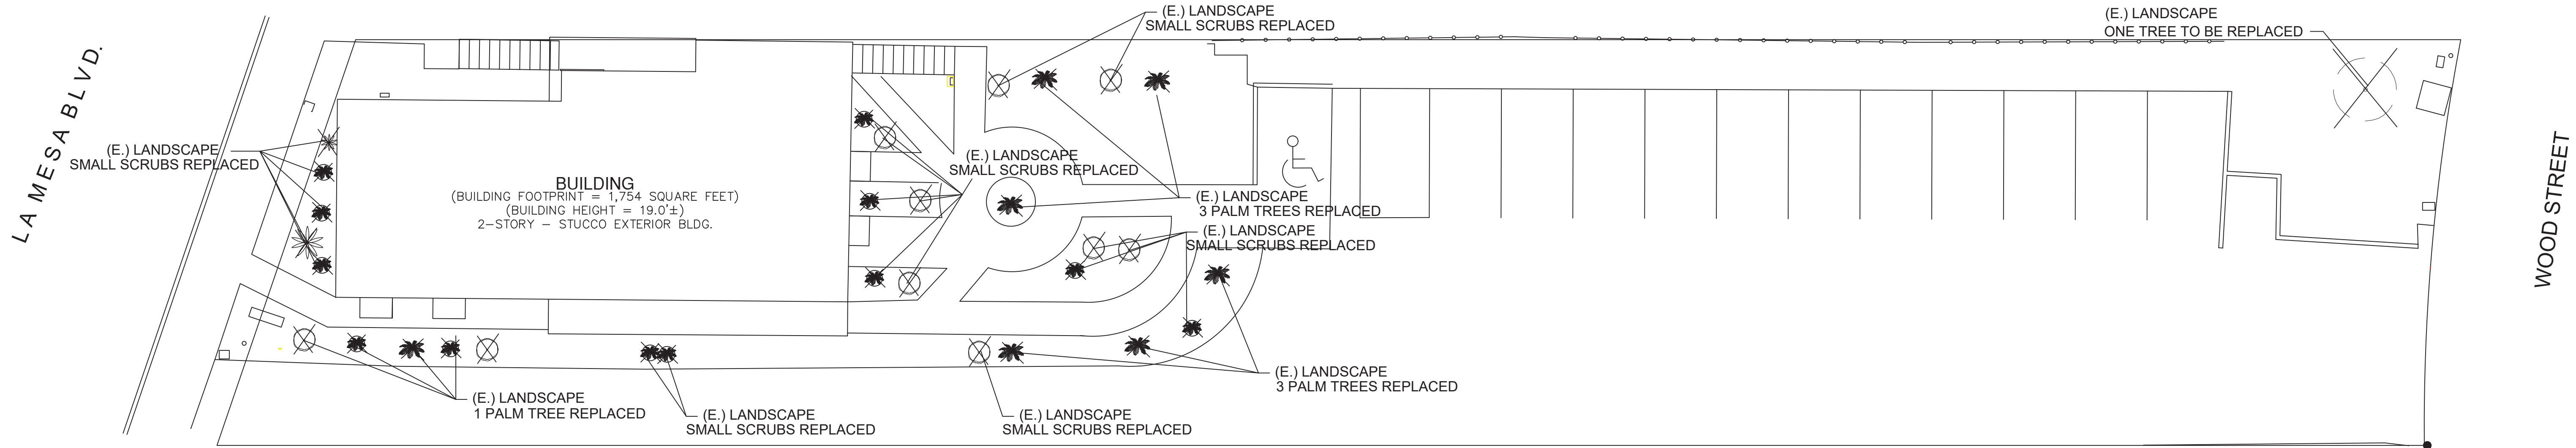 (E.) LANDSCAPE
SMALL SCRUBS REPLACED
(E.) LANDSCAPE
ONE TREE TO BE REPLACED
LA MESA BLVD.
(E.) LANDSCAPE
SMALL SCRUBS REPLACED
(E.) LANDSCAPE
SMALL SCRUBS REPLACED
BUILDING
(BUILDING FOOTPRINT = 1,754 SQUARE FEET)
(BUILDING HEIGHT = 19.0'±)
2-STORY - STUCCO EXTERIOR BLDG.
(E.) LANDSCAPE
3 PALM TREES REPLACED
(E.) LANDSCAPE
SMALL SCRUBS REPLACED
WOOD STREET
(E.) LANDSCAPE
3 PALM TREES REPLACED
(E.) LANDSCAPE
1 PALM TREE REPLACED
(E.) LANDSCAPE
SMALL SCRUBS REPLACED
(E.) LANDSCAPE
SMALL SCRUBS REPLACED